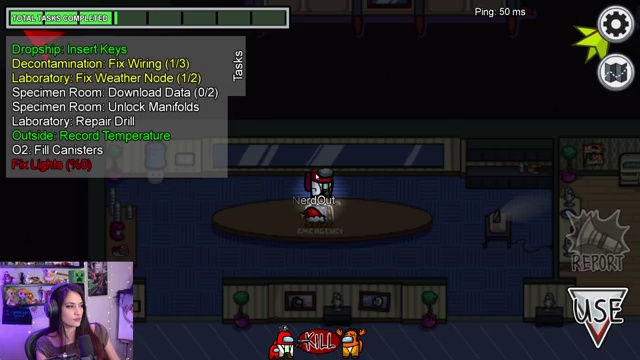 TOTAL TASKS COMPLETED
Ping: 50 ms
Dropship: Insert Keys
Decontamination: Fix Wiring (1/3)
Laboratory: Fix Weather Node (1/2)
Specimen Room: Download Data (0/2)
Specimen Room: Unlock Manifolds
Laboratory: Repair Drill
Outside: Record Temperature
O2: Fill Canisters
Fix Lights (%0)
Tasks
NerdOut
EMERGENCY
REPORT
USE
KILL